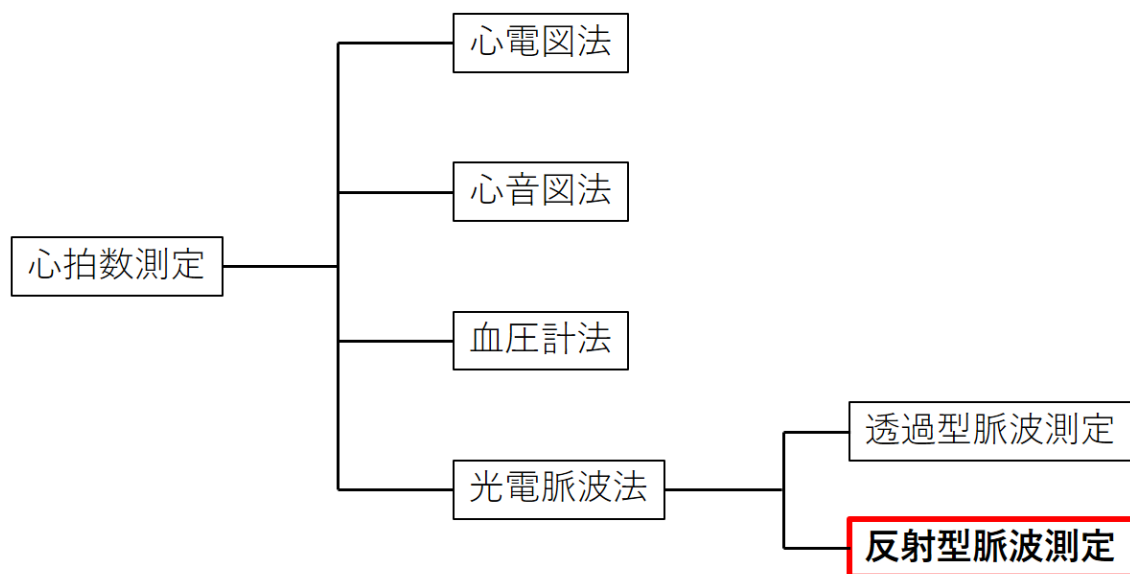 心電図法
心音図法
心拍数測定
血圧計法
透過型脈波測定
光電脈波法
反射型脈波測定